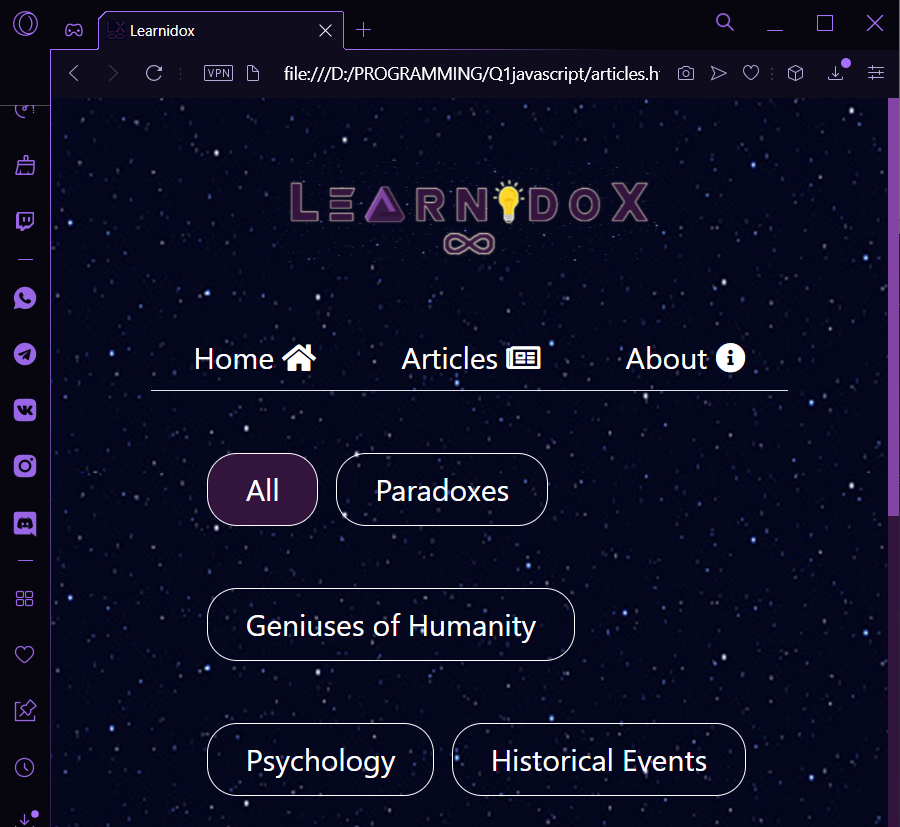 Learnidox
VPN
file:///D:/PROGRAMMING/Q1javascript/articles.h
LEARNIDOX
Home
Articles
About
All
Paradoxes
Geniuses of Humanity
Psychology
Historical Events